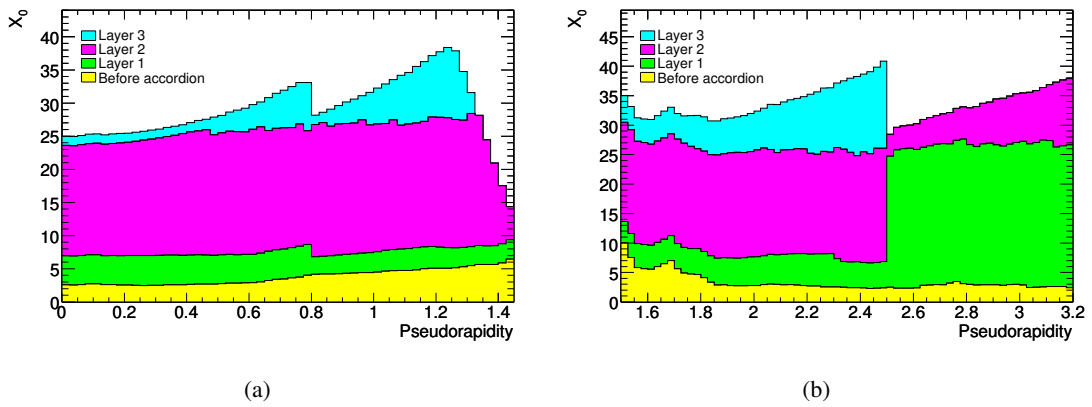 X0
40
35
30
25
20
15
10
5
0
Layer 3
Layer 2
Layer 1
Before accordion
0 0.2 0.4 0.6 0.8 1 1.2 1.4
Pseudorapidity
(a)
X0
45
40
35
30
25
20
15
10
5
0
Layer 3
Layer 2
Layer 1
Before accordion
1.6 1.8 2 2.2 2.4 2.6 2.8 3 3.2
Pseudorapidity
(b)